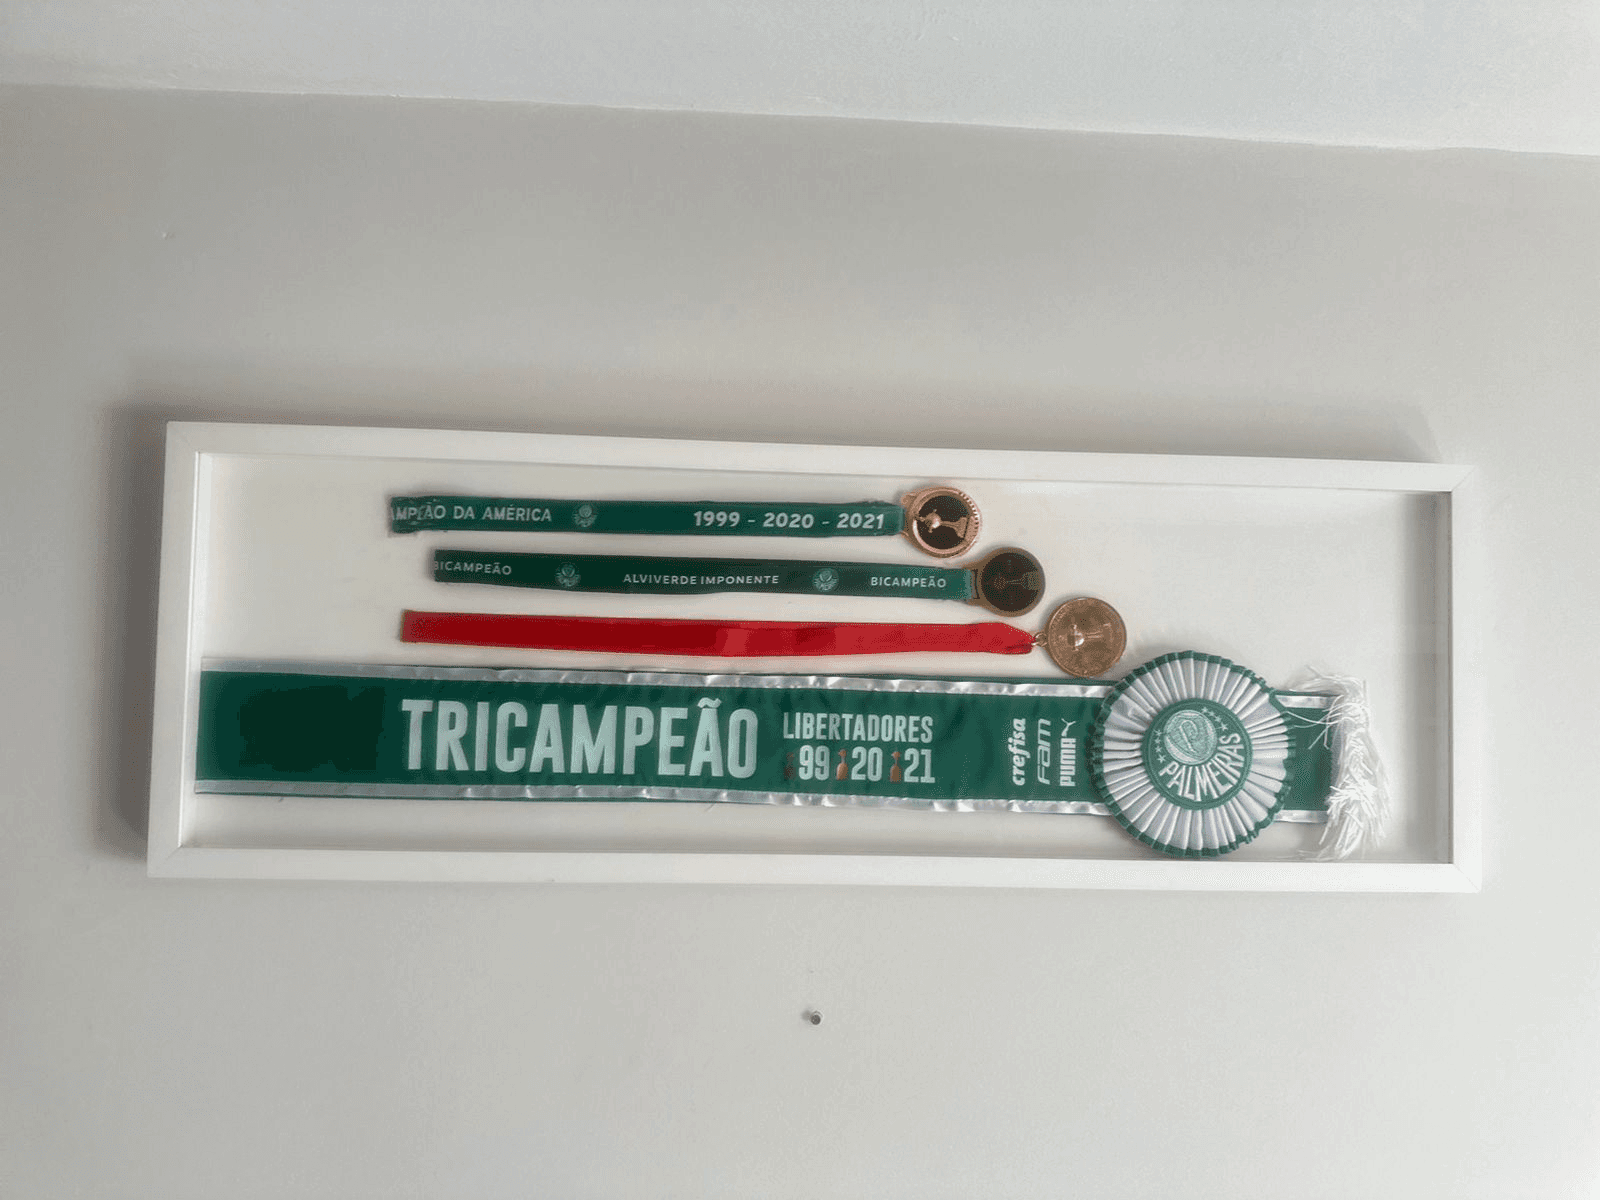 AMPEÃO DA AMÉRICA 1999 - 2020 - 2021
BICAMPEÃO ALVIVERDE IMPONENTE BICAMPEÃO
TRICAMPEÃO
LIBERTADORES
99 20 21
crefisa
FAM
PUMA
PALMEIRAS